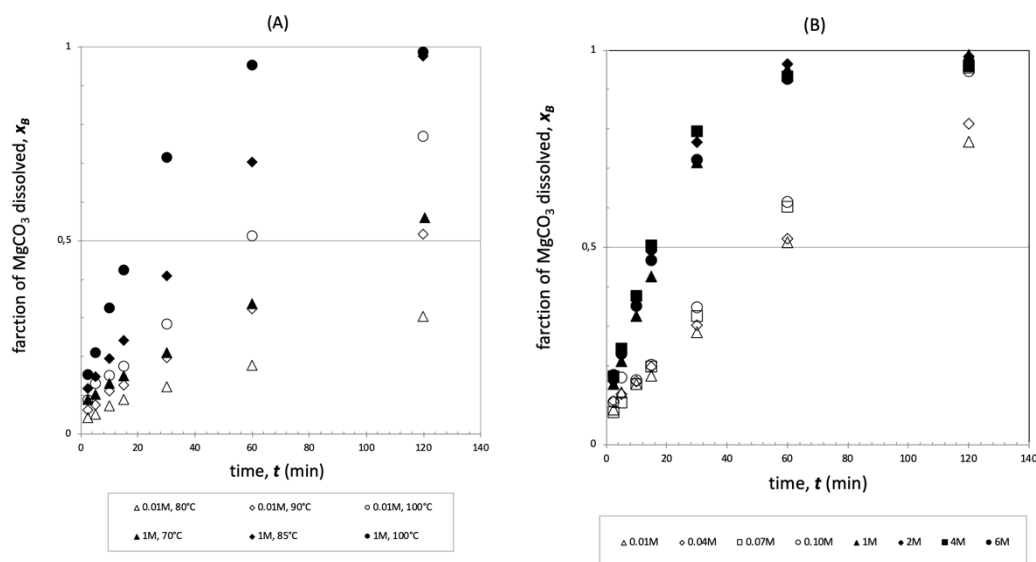 (A)
1
0,5
0
farction of MgCO3 dissolved, xB
0 20 40 60 80 100 120 140
time, t (min)
0.01M, 80°C 0.01M, 90°C 0.01M, 100°C
1M, 70°C 1M, 85°C 1M, 100°C
(B)
1
0,5
0
farction of MgCO3 dissolved, xB
0 20 40 60 80 100 120 140
time, t (min)
0.01M 0.04M 0.07M 0.10M 1M 2M 4M 6M